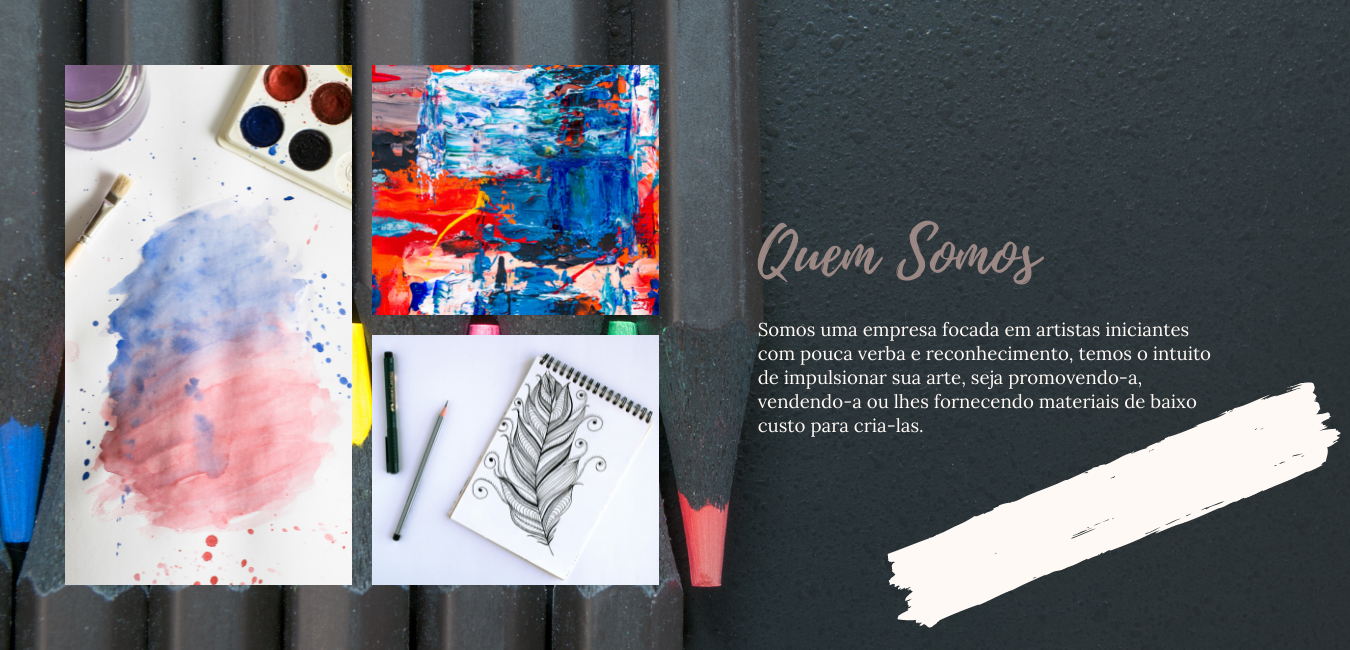 Quem Somos
Somos uma empresa focada em artistas iniciantes
com pouca verba e reconhecimento, temos o intuito
de impulsionar sua arte, seja promovendo-a,
vendendo-a ou lhes fornecendo materiais de baixo
custo para cria-las.